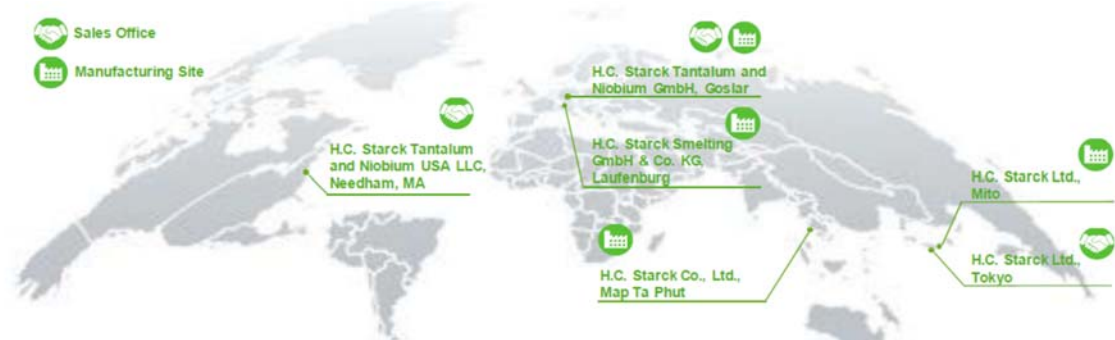 Sales Office
Manufacturing Site
H.C. Starck Tantalum and
Niobium GmbH, Goslar
H.C. Starck Tantalum
and Niobium USA LLC,
Needham, MA
H.C. Starck Smelting
GmbH & Co. KG,
Laufenburg
H.C. Starck Ltd.,
Mito
H.C. Starck Co., Ltd.,
Map Ta Phut
H.C. Starck Ltd.,
Tokyo